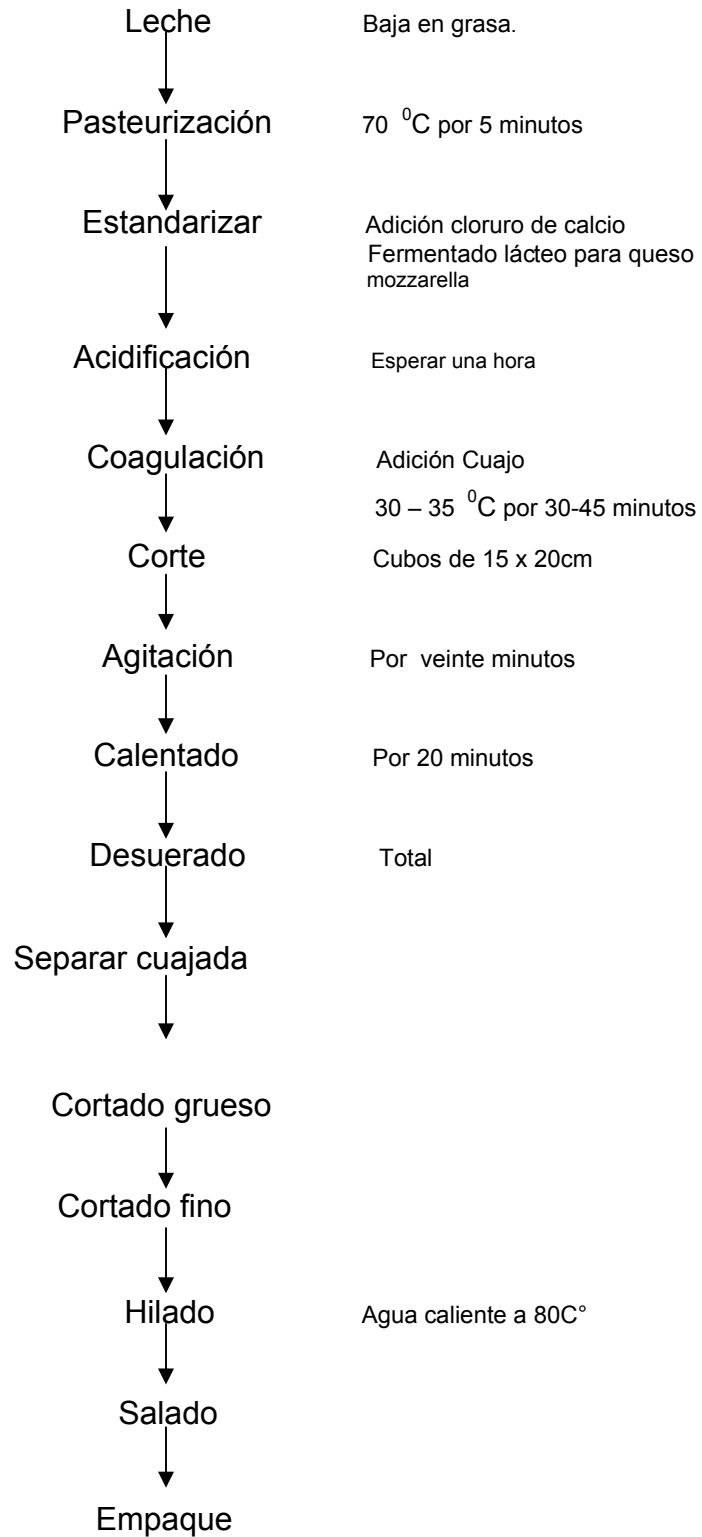 Leche Baja en grasa.
Pasteurización 70 ⁰C por 5 minutos
Estandarizar Adición cloruro de calcio
Fermentado lácteo para queso
mozzarella
Acidificación Esperar una hora
Coagulación Adición Cuajo
30 – 35 ⁰C por 30-45 minutos
Corte Cubos de 15 x 20cm
Agitación Por veinte minutos
Calentado Por 20 minutos
Desuerado Total
Separar cuajada
Cortado grueso
Cortado fino
Hilado Agua caliente a 80C°
Salado
Empaque